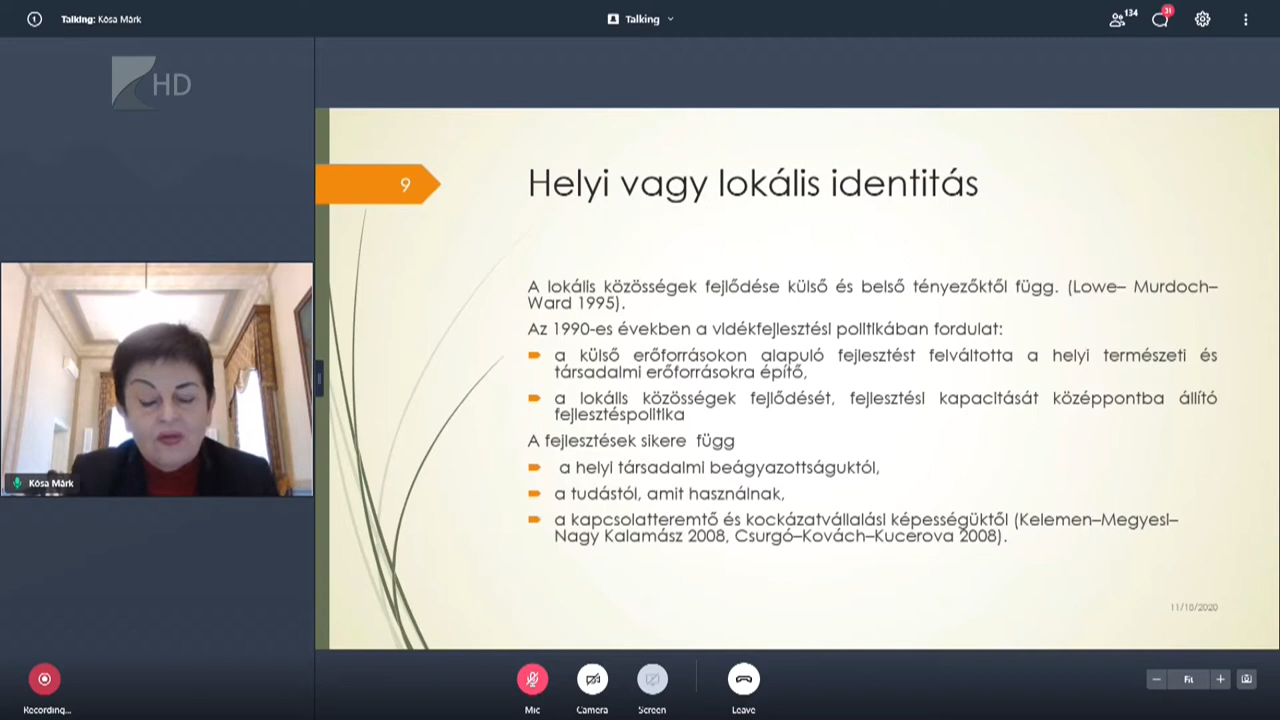 Talking: Kósa Márk
Talking
134
31
HD
9
Helyi vagy lokális identitás
A lokális közösségek fejlődése külső és belső tényezőktől függ. (Lowe– Murdoch–
Ward 1995).
Az 1990-es években a vidékfejlesztési politikában fordulat:
a külső erőforrásokon alapuló fejlesztést felváltotta a helyi természeti és
társadalmi erőforrásokra építő,
a lokális közösségek fejlődését, fejlesztési kapacitását középpontba állító
fejlesztéspolitika
A fejlesztések sikere függ
a helyi társadalmi beágyazottságuktól,
a tudástól, amit használnak,
a kapcsolatteremtő és kockázatvállalási képességüktől (Kelemen–Megyesi–
Nagy Kalamász 2008, Csurgó–Kovách–Kucerova 2008).
11/18/2020
Kósa Márk
Recording...
Mic
Camera
Screen
Leave
Fit